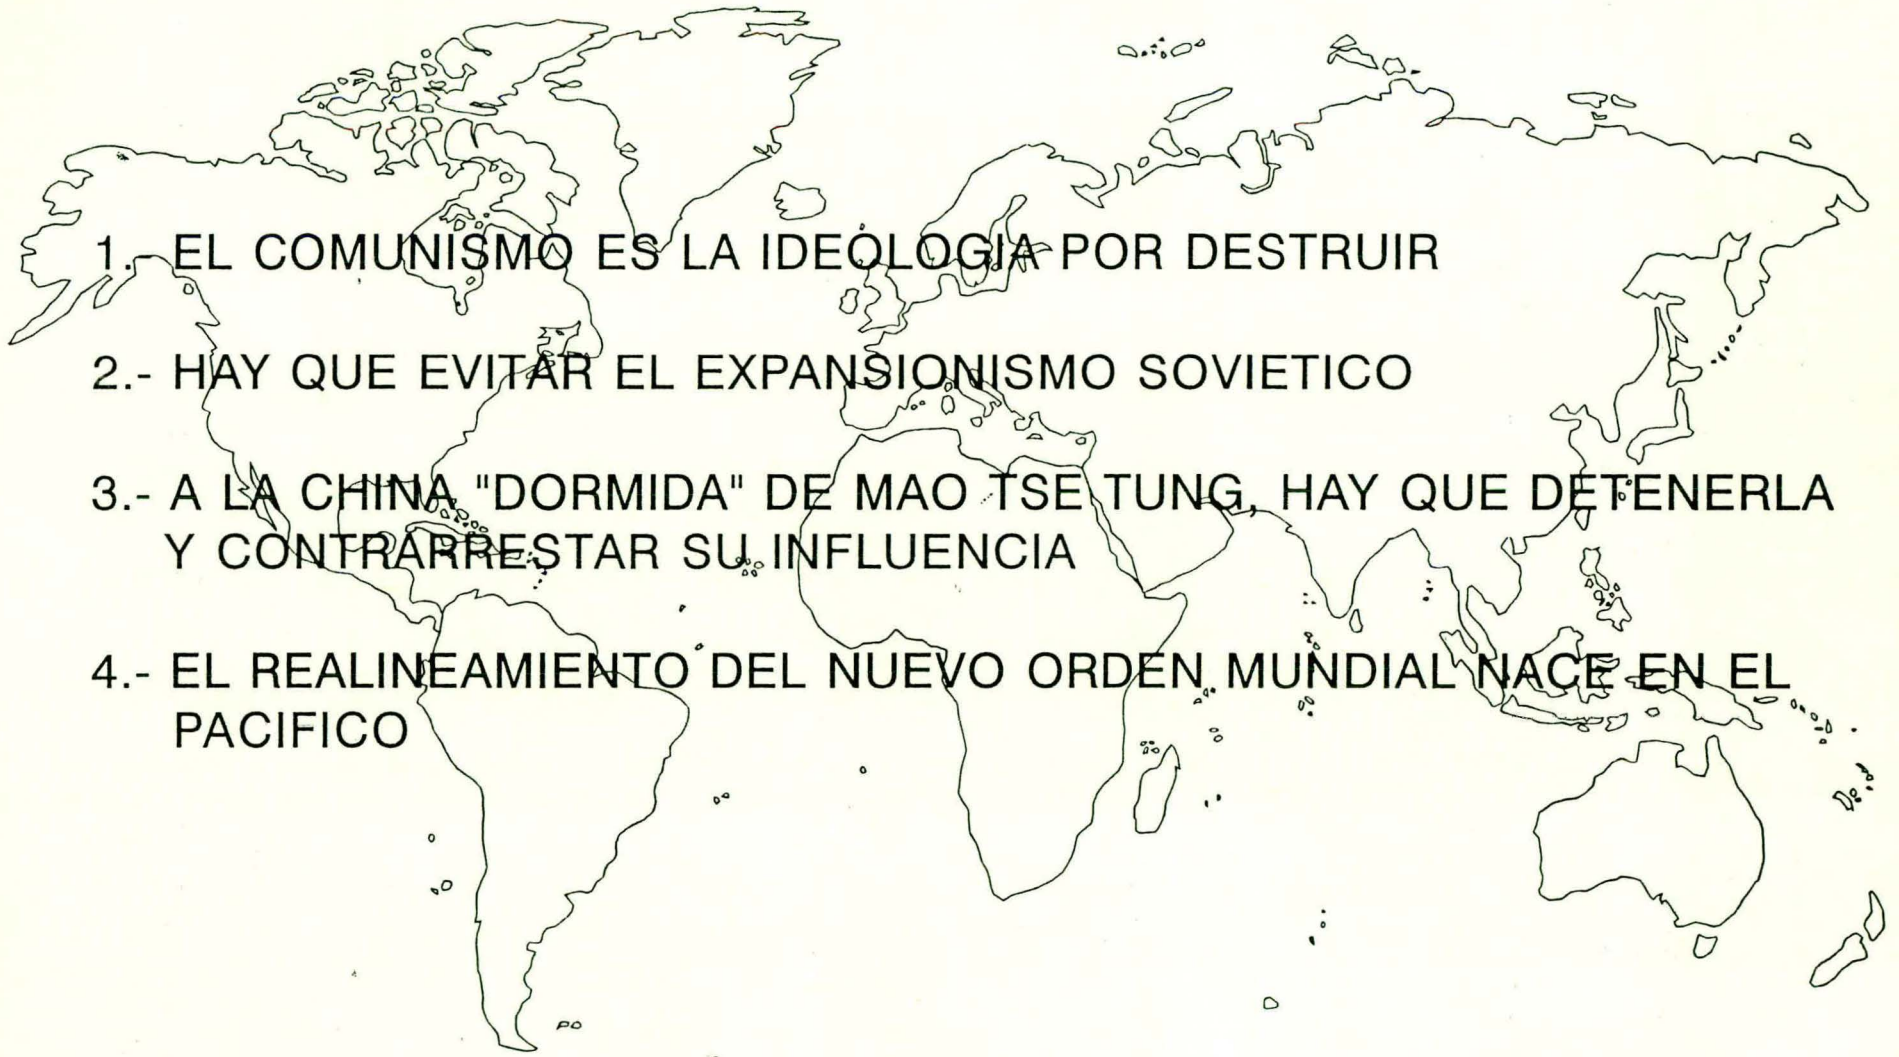 1.- EL COMUNISMO ES LA IDEOLOGIA POR DESTRUIR
2.- HAY QUE EVITAR EL EXPANSIONISMO SOVIETICO
3.- A LA CHINA "DORMIDA" DE MAO TSE TUNG, HAY QUE DETENERLA
Y CONTRARRESTAR SU INFLUENCIA
4.- EL REALINEAMIENTO DEL NUEVO ORDEN MUNDIAL NACE EN EL
PACIFICO